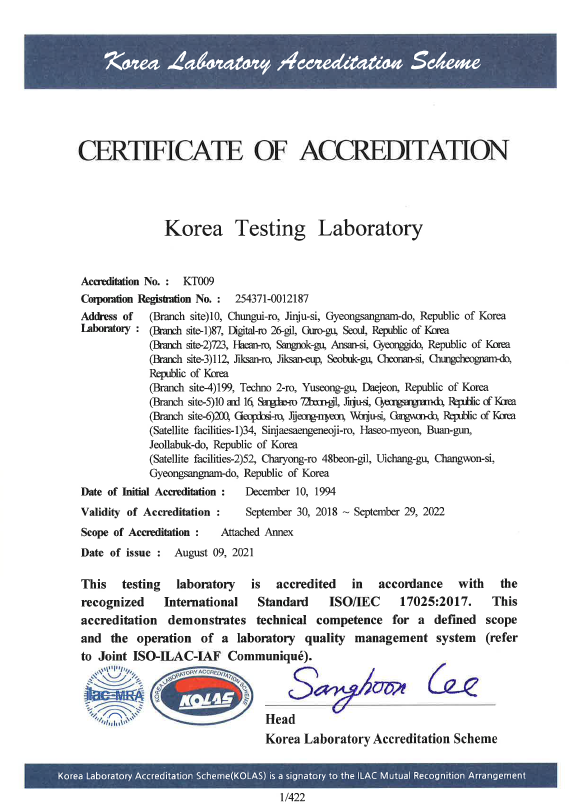 Korea Laboratory Accreditation Scheme
CERTIFICATE OF ACCREDITATION
Korea Testing Laboratory
Accreditation No. : KT009
Corporation Registration No. : 254371-0012187
Address of Laboratory : (Branch site)10, Chungui-ro, Jinju-si, Gyeongsangnam-do, Republic of Korea
(Branch site-1)87, Digital-ro 26-gil, Guro-gu, Seoul, Republic of Korea
(Branch site-2)723, Haean-ro, Sangnok-gu, Ansan-si, Gyeonggido, Republic of Korea
(Branch site-3)112, Jiksan-ro, Jiksan-eup, Seobuk-gu, Cheonan-si, Chungcheognam-do,
Republic of Korea
(Branch site-4)199, Techno 2-ro, Yuseong-gu, Daejeon, Republic of Korea
(Branch site-5)10 and 16, Sangdae-ro 72beon-gil, Jinju-si, Gyeongsangnam-do, Republic of Korea
(Branch site-6)200, Gieopdosi-ro, Jijeong-myeon, Wonju-si, Gangwon-do, Republic of Korea
(Satellite facilities-1)34, Sinjaesaengeneoji-ro, Haseo-myeon, Buan-gun,
Jeollabuk-do, Republic of Korea
(Satellite facilities-2)52, Charyong-ro 48beon-gil, Uichang-gu, Changwon-si,
Gyeongsangnam-do, Republic of Korea
Date of Initial Accreditation : December 10, 1994
Validity of Accreditation : September 30, 2018 ~ September 29, 2022
Scope of Accreditation : Attached Annex
Date of issue : August 09, 2021
This testing laboratory is accredited in accordance with the
recognized International Standard ISO/IEC 17025:2017. This
accreditation demonstrates technical competence for a defined scope
and the operation of a laboratory quality management system (refer
to Joint ISO-ILAC-IAF Communiqué).
ilac-MRA
KOREA LABORATORY ACCREDITATION SCHEME
KOLAS
Sanghoon Lee
Head
Korea Laboratory Accreditation Scheme
Korea Laboratory Accreditation Scheme(KOLAS) is a signatory to the ILAC Mutual Recognition Arrangement
1/422